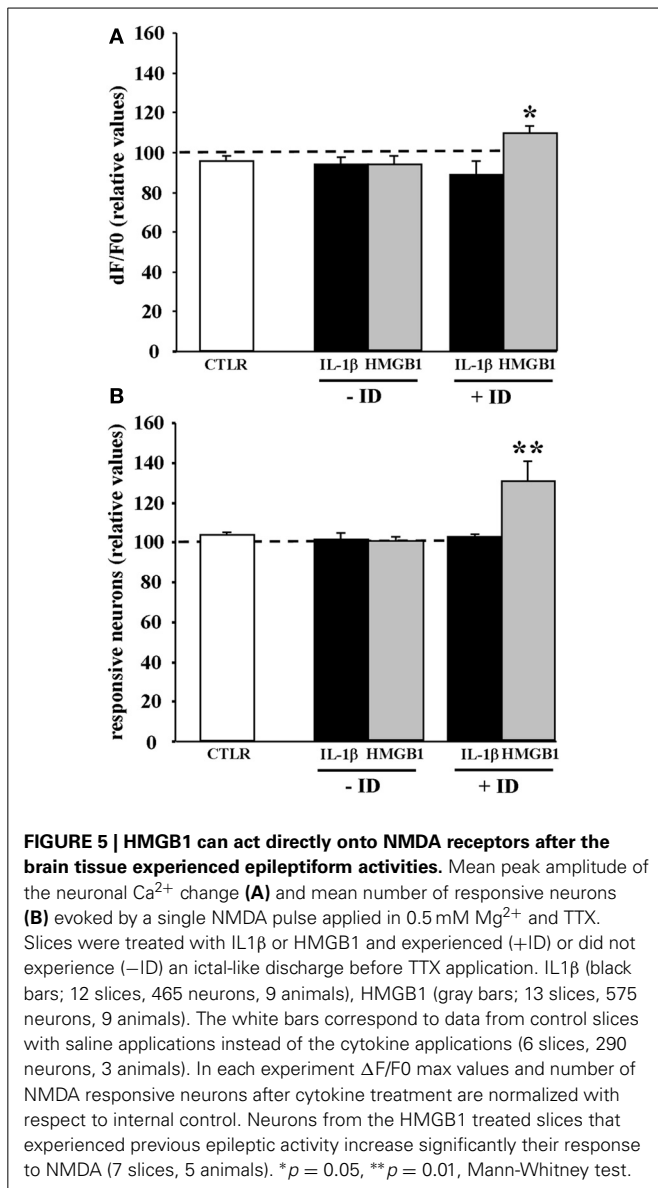 A
160
140
120
100
80
60
40
20
0
dF/F0 (relative values)
*
CTLR
IL-1β HMGB1
IL-1β HMGB1
- ID
+ ID
B
160
140
120
100
80
60
40
20
0
responsive neurons (relative values)
**
CTLR
IL-1β HMGB1
IL-1β HMGB1
- ID
+ ID
FIGURE 5 | HMGB1 can act directly onto NMDA receptors after the
brain tissue experienced epileptiform activities. Mean peak amplitude of
the neuronal Ca²⁺ change (A) and mean number of responsive neurons
(B) evoked by a single NMDA pulse applied in 0.5 mM Mg²⁺ and TTX.
Slices were treated with IL1β or HMGB1 and experienced (+ID) or did not
experience (−ID) an ictal-like discharge before TTX application. IL1β (black
bars; 12 slices, 465 neurons, 9 animals), HMGB1 (gray bars; 13 slices, 575
neurons, 9 animals). The white bars correspond to data from control slices
with saline applications instead of the cytokine applications (6 slices, 290
neurons, 3 animals). In each experiment ΔF/F0 max values and number of
NMDA responsive neurons after cytokine treatment are normalized with
respect to internal control. Neurons from the HMGB1 treated slices that
experienced previous epileptic activity increase significantly their response
to NMDA (7 slices, 5 animals). *p = 0.05, **p = 0.01, Mann-Whitney test.